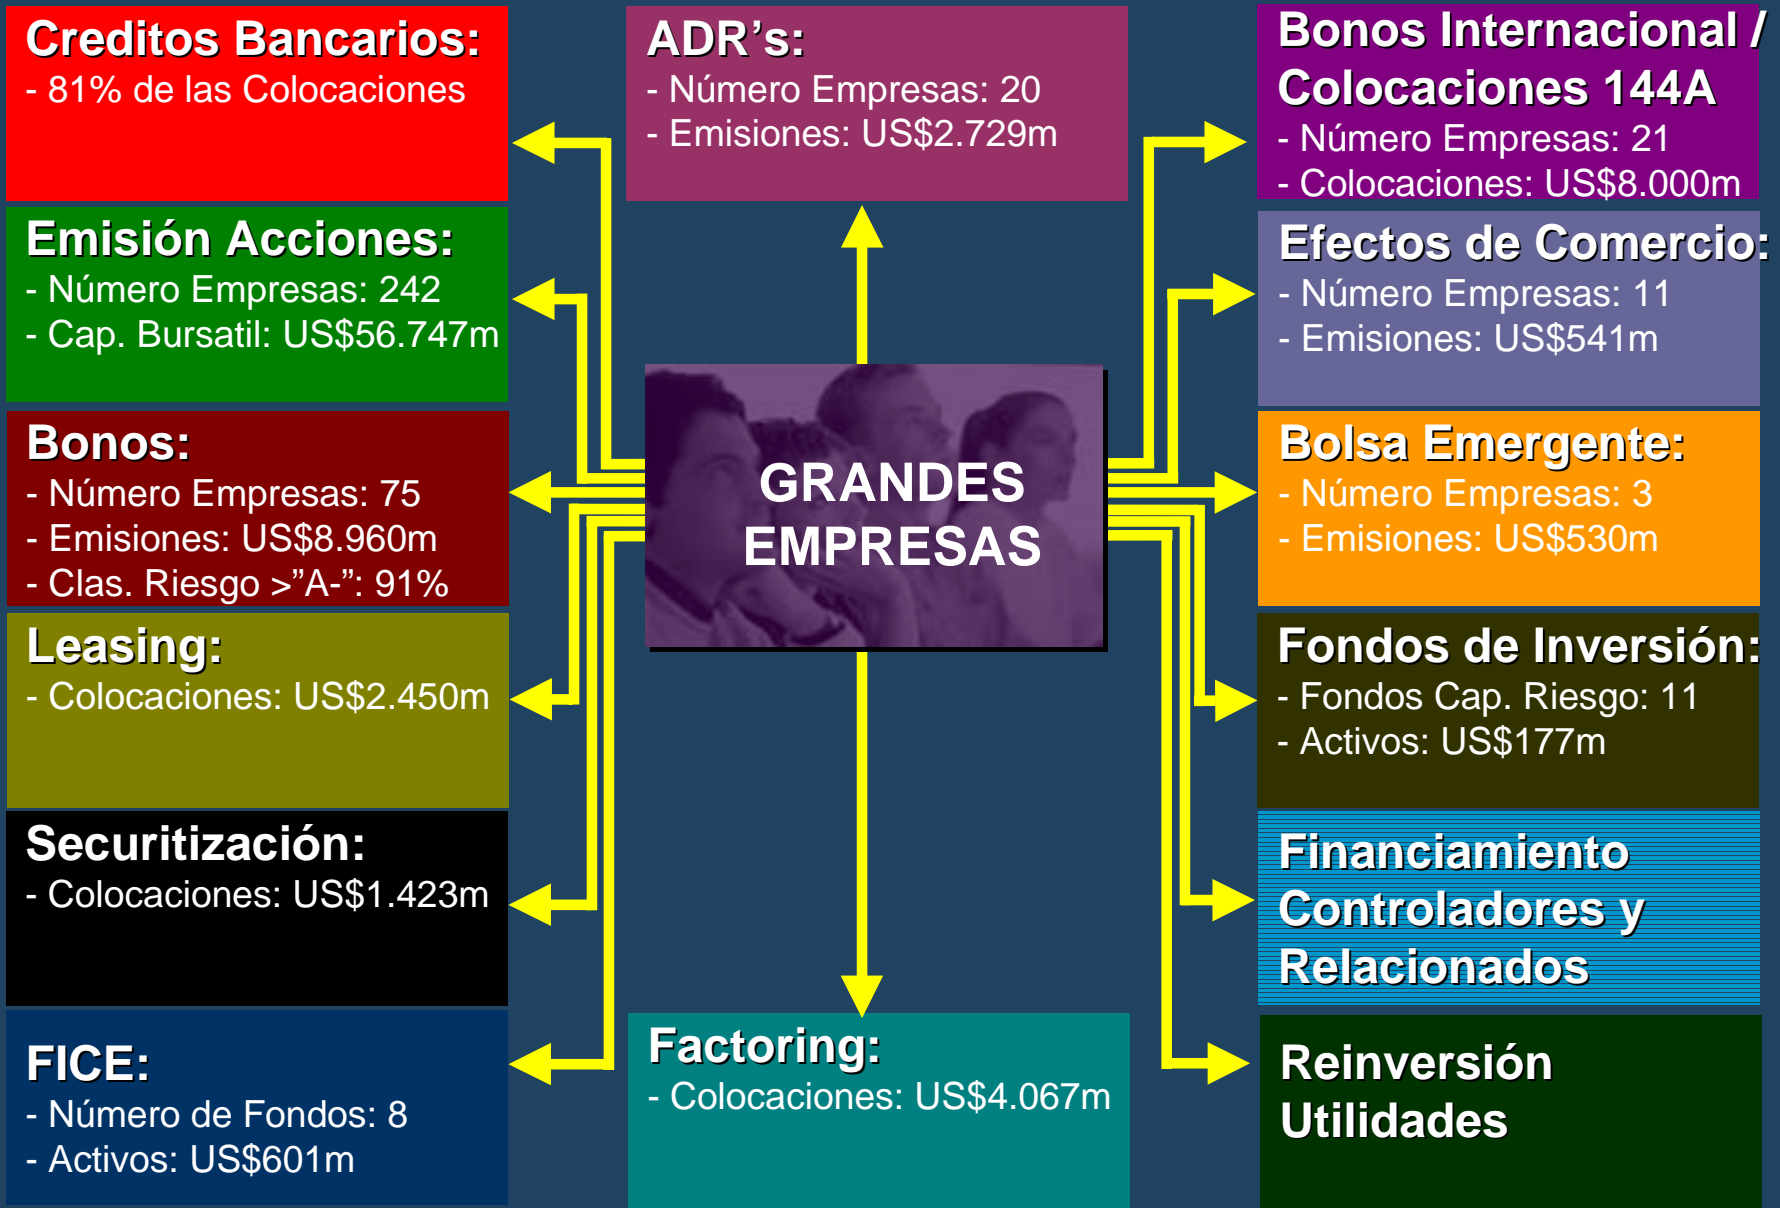 Creditos Bancarios:
- 81% de las Colocaciones
Emisión Acciones:
- Número Empresas: 242
- Cap. Bursatil: US$56.747m
Bonos:
- Número Empresas: 75
- Emisiones: US$8.960m
- Clas. Riesgo >”A-”: 91%
Leasing:
- Colocaciones: US$2.450m
Securitización:
- Colocaciones: US$1.423m
FICE:
- Número de Fondos: 8
- Activos: US$601m
ADR’s:
- Número Empresas: 20
- Emisiones: US$2.729m
GRANDES
EMPRESAS
Factoring:
- Colocaciones: US$4.067m
Bonos Internacional /
Colocaciones 144A
- Número Empresas: 21
- Colocaciones: US$8.000m
Efectos de Comercio:
- Número Empresas: 11
- Emisiones: US$541m
Bolsa Emergente:
- Número Empresas: 3
- Emisiones: US$530m
Fondos de Inversión:
- Fondos Cap. Riesgo: 11
- Activos: US$177m
Financiamiento
Controladores y
Relacionados
Reinversión
Utilidades